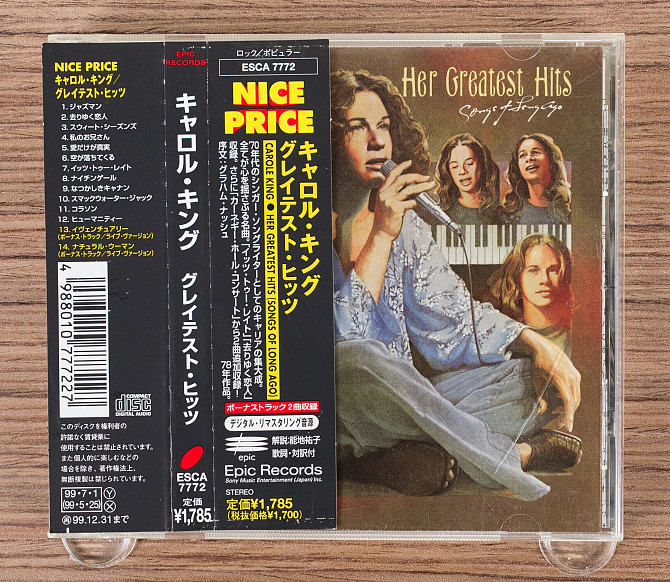 NICE PRICE
キャロル・キング/
グレイテスト・ヒッツ
1. ジャズマン
2. 去りゆく恋人
3. スウィート・シーズンズ
4. 私のお兄さん
5. 愛だけが真実
6. 空が落ちてくる
7. イッツ・トゥー・レイト
8. ナイチンゲール
9. なつかしきキャナン
10. スマックウォーター・ジャック
11. コラソン
12. ヒューマニティー
13. イヴェンチュアリー
(ボーナス・トラック/ライブ・ヴァージョン)
14. ナチュラル・ウーマン
(ボーナス・トラック/ライブ・ヴァージョン)
4 988010 777227
COMPACT
disc
DIGITAL AUDIO
このディスクを権利者の
許諾なく賃貸業に
使用することは禁止されています。
また個人的に楽しむなどの
場合を除き、著作権法上、
無断複製は禁じられています。
99・7・1 Ⓨ
99・5・25 Ⓧ
再99.12.31まで
EPIC
RECORDS
キャロル・キング グレイテスト・ヒッツ
ESCA
7772
定価
¥1,785
ロック/ポピュラー
ESCA 7772
NICE
PRICE
キャロル・キング
グレイテスト・ヒッツ
CAROLE KING ● HER GREATEST HITS (SONGS OF LONG AGO)
70年代のシンガー・ソングライターとしてのキャリアの集大成。
全てが心を揺さぶる名曲。「イッツ・トゥー・レイト」「去りゆく恋人」
収録。さらに「カーネギー・ホール・コンサート」から2曲追加収録!
序文:グラハム・ナッシュ 78年作品。
ボーナストラック2曲収録
デジタル・リマスタリング音源
epic
解説:能地祐子
歌詞・対訳付
Epic Records
Sony Music Entertainment (Japan) Inc.
STEREO
定価¥1,785
(税抜価格¥1,700)
Her Greatest Hits
Songs of Long Ago